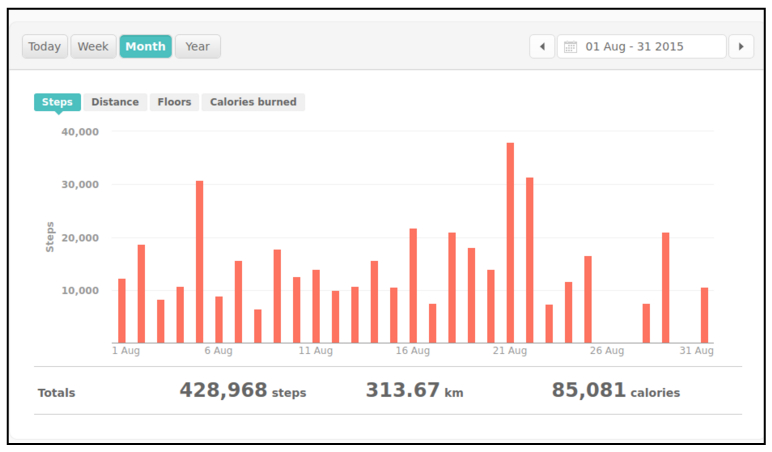 Today Week Month Year 01 Aug - 31 2015
Steps Distance Floors Calories burned
40,000
30,000
20,000
10,000
Steps
1 Aug 6 Aug 11 Aug 16 Aug 21 Aug 26 Aug 31 Aug
Totals 428,968 steps 313.67 km 85,081 calories